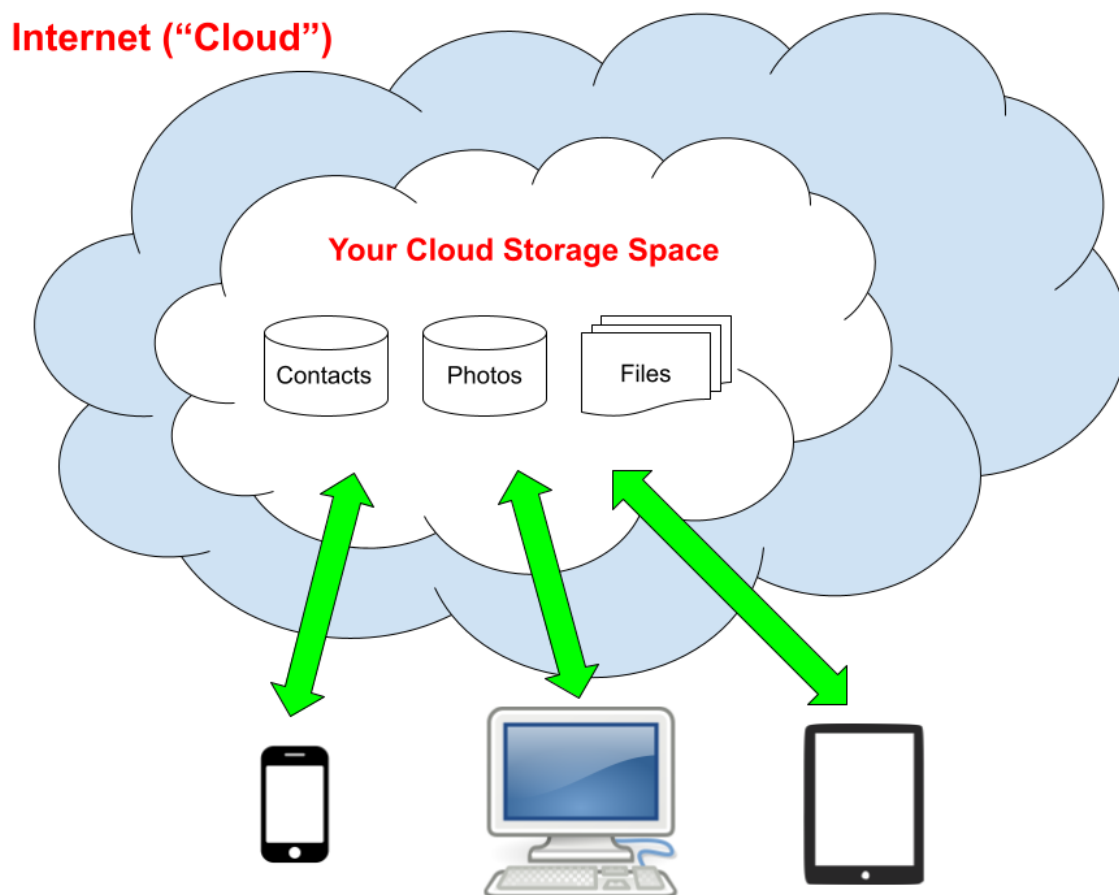 Internet (“Cloud”)
Your Cloud Storage Space
Contacts
Photos
Files